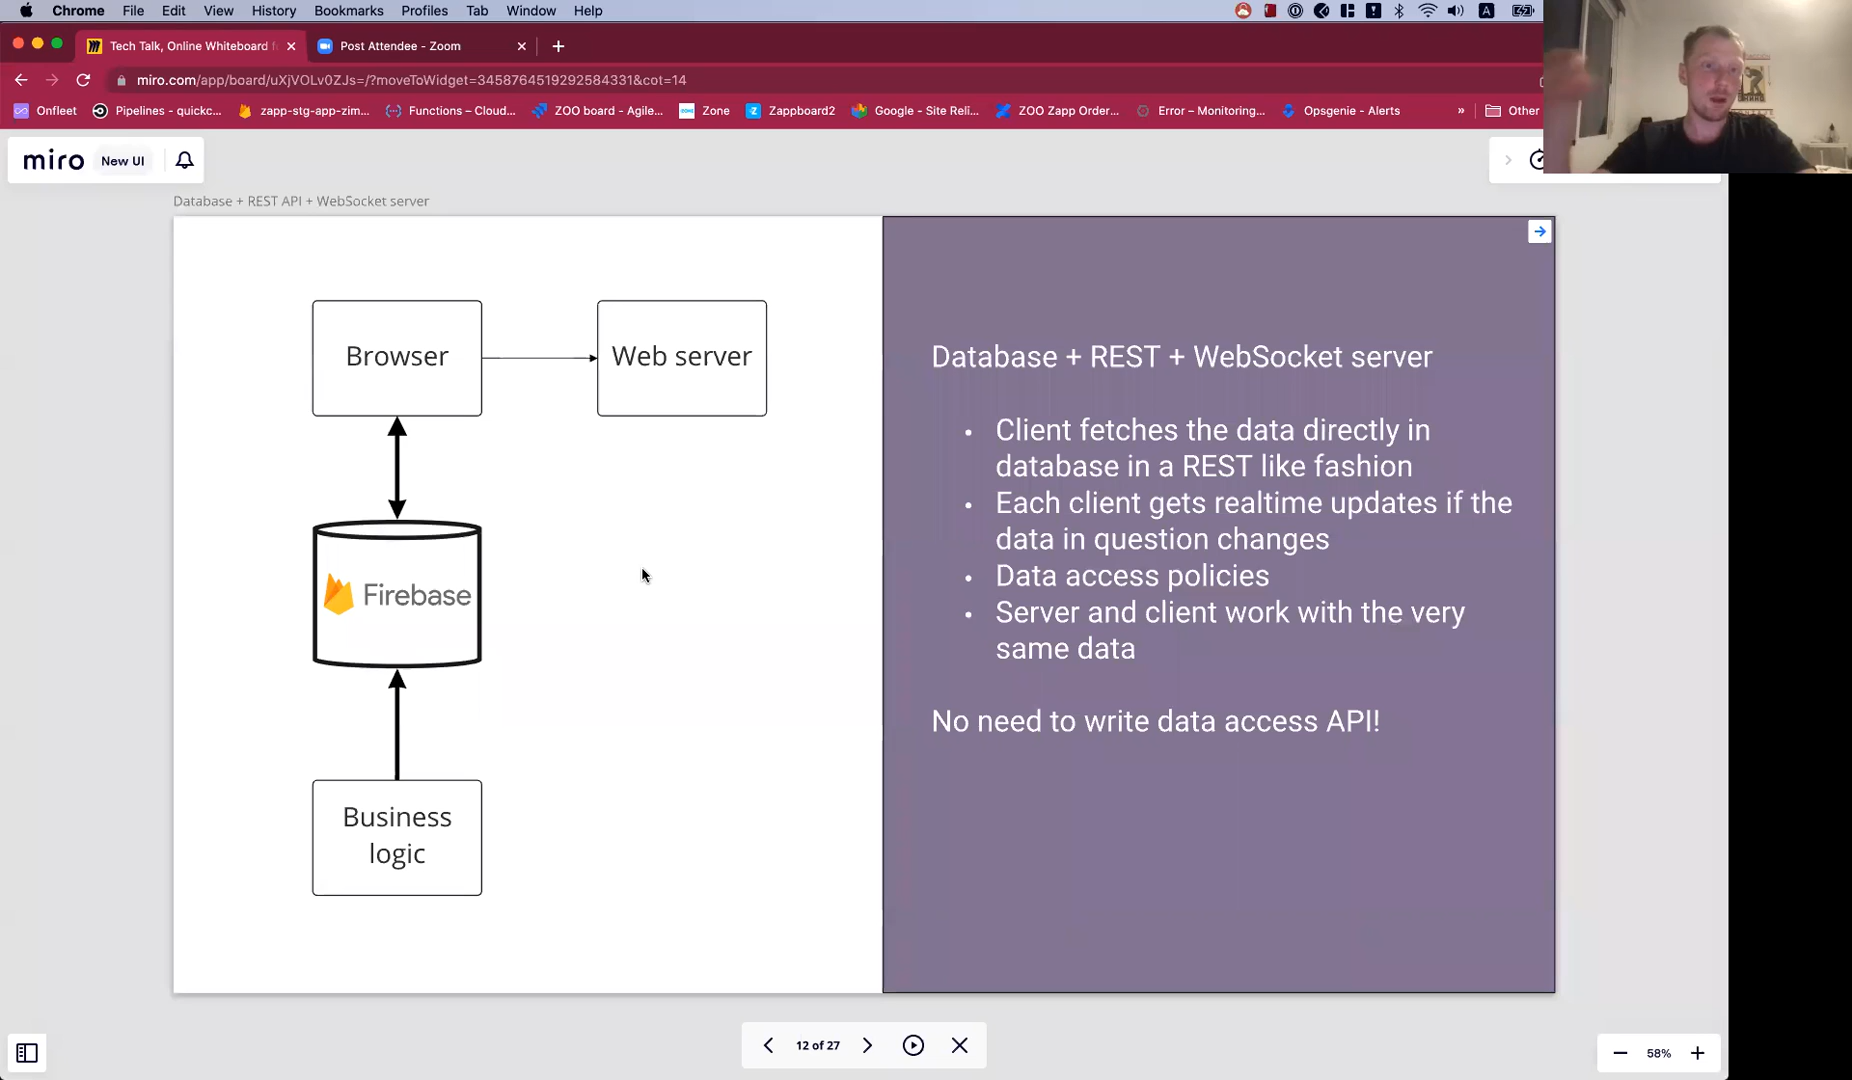 Chrome File Edit View History Bookmarks Profiles Tab Window Help
Tech Talk, Online Whiteboard f
Post Attendee - Zoom
miro.com/app/board/uXjVOLv0ZJs=/?moveToWidget=3458764519292584331&cot=14
Onfleet
Pipelines - quickc...
zapp-stg-app-zim...
Functions – Cloud...
ZOO board - Agile...
Zone
Zappboard2
Google - Site Reli...
ZOO Zapp Order...
Error – Monitoring...
Opsgenie - Alerts
»
Other
miro New UI
Database + REST API + WebSocket server
Browser
Web server
Firebase
Business
logic
Database + REST + WebSocket server
• Client fetches the data directly in
database in a REST like fashion
• Each client gets realtime updates if the
data in question changes
• Data access policies
• Server and client work with the very
same data
No need to write data access API!
12 of 27
58%